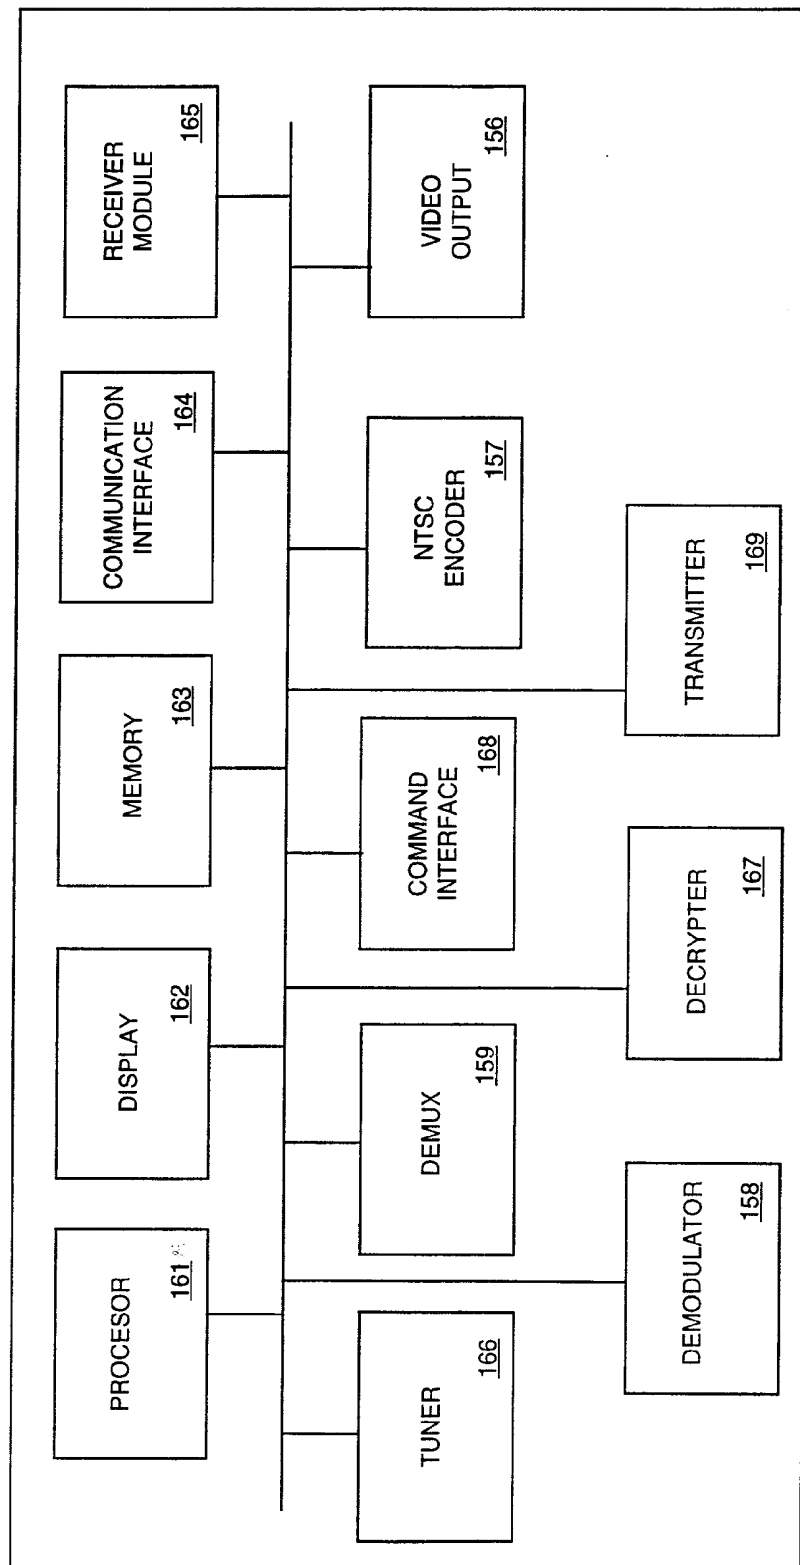 PROCESOR
161
DISPLAY
162
MEMORY
163
COMMUNICATION
INTERFACE
164
RECEIVER
MODULE
165
TUNER
166
DEMUX
159
COMMAND
INTERFACE
168
NTSC
ENCODER
157
VIDEO
OUTPUT
156
DEMODULATOR
158
DECRYPTER
167
TRANSMITTER
169